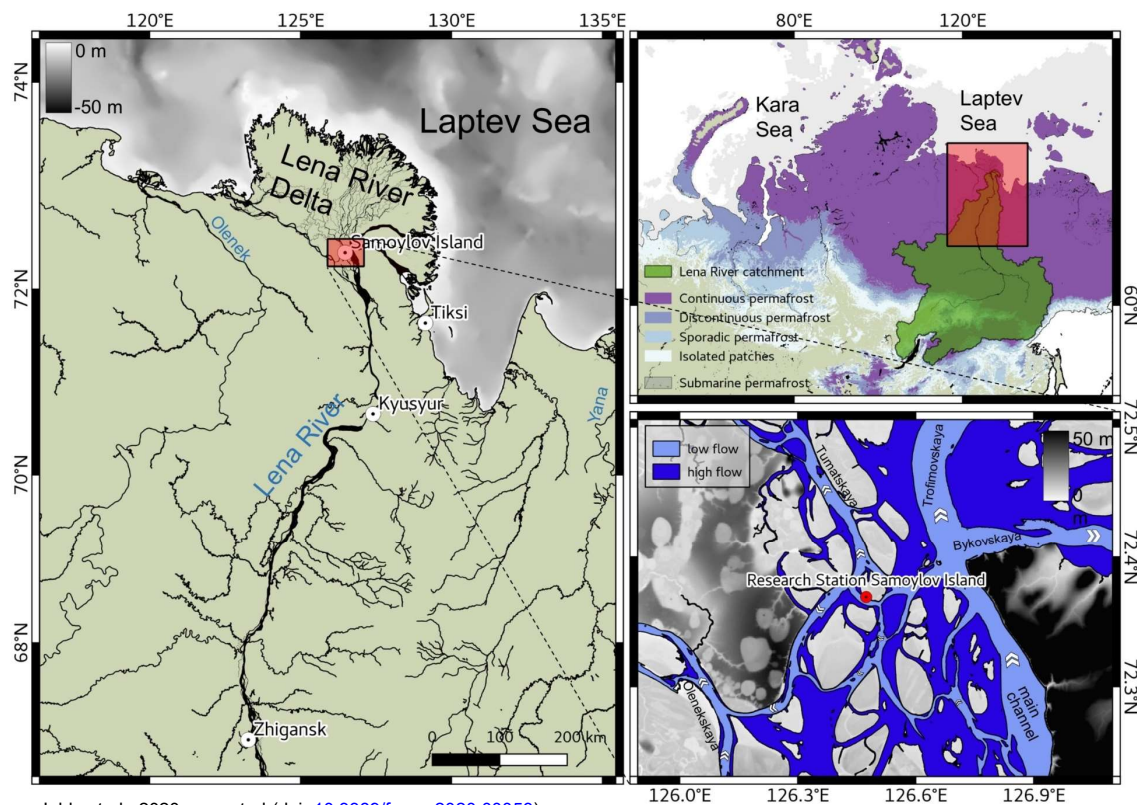 120°E
125°E
130°E
135°E
74°N
72°N
70°N
68°N
0 m
-50 m
Laptev Sea
Lena River
Delta
Olenek
Samoylov Island
Tiksi
Kyusyur
Lena River
Yana
Zhigansk
0
100
200 km
80°E
120°E
60°N
Kara
Sea
Laptev
Sea
Lena River catchment
Continuous permafrost
Discontinuous permafrost
Sporadic permafrost
Isolated patches
Submarine permafrost
72.5°N
72.4°N
72.3°N
low flow
high flow
50 m
m
Tumatskaya
Trofimovskaya
Bykovskaya
Research Station Samoylov Island
Olenekskaya
main
channel
126.0°E
126.3°E
126.6°E
126.9°E